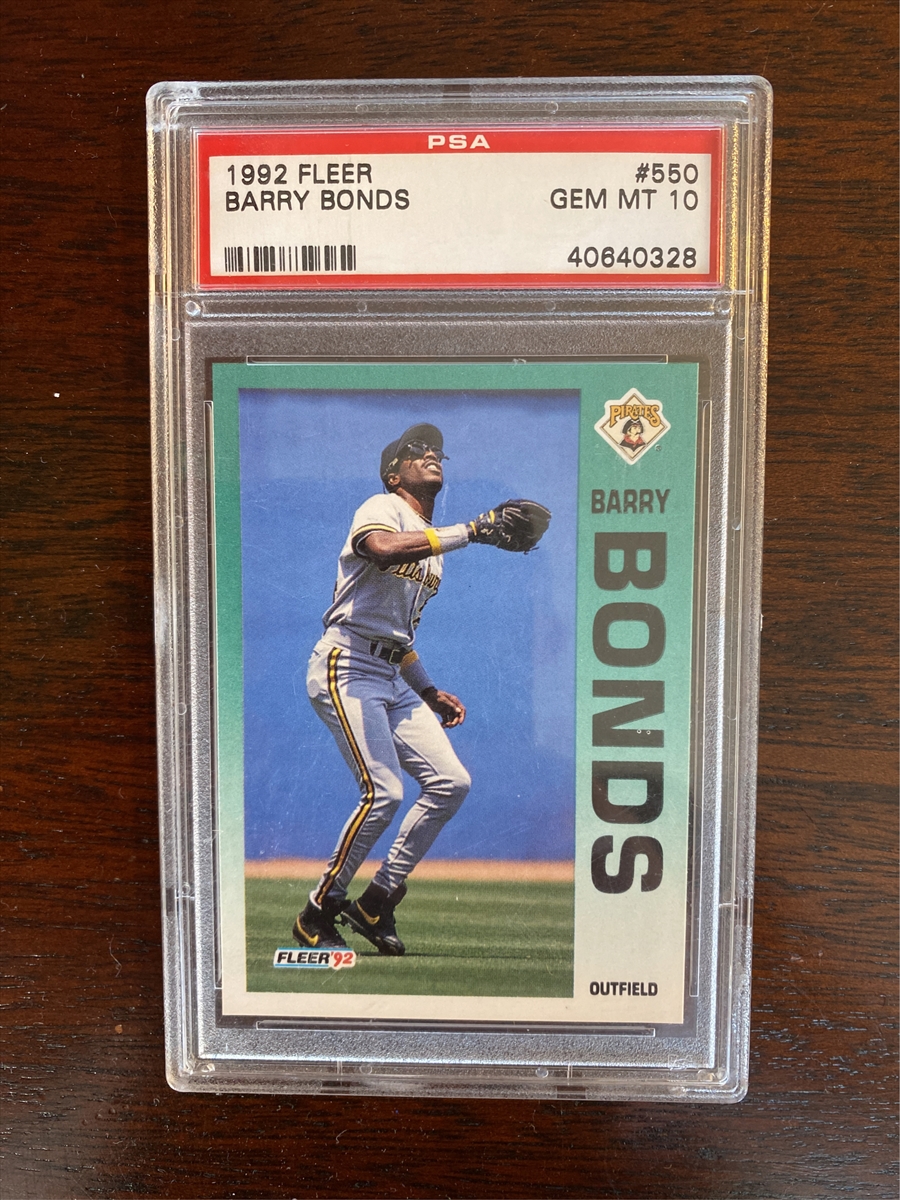 PSA
1992 FLEER #550
BARRY BONDS GEM MT 10
40640328
PIRATES
BARRY
BONDS
FLEER '92
OUTFIELD